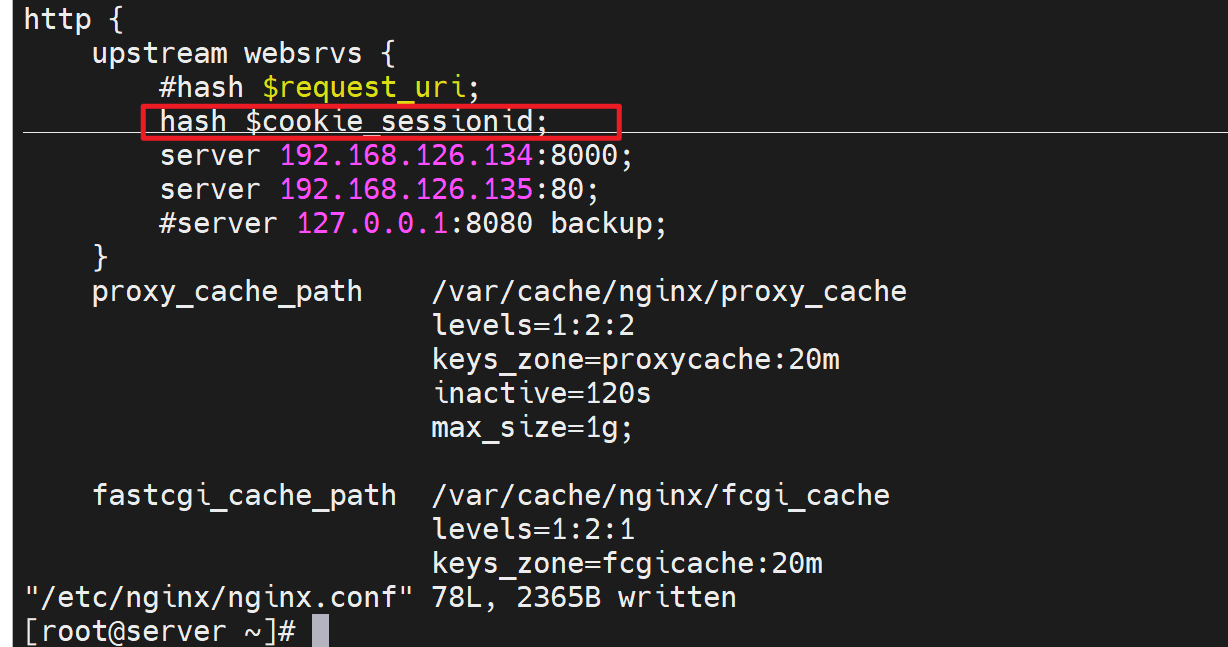 http {
    upstream websrvs {
        #hash $request_uri;
        hash $cookie_sessionid;
        server 192.168.126.134:8000;
        server 192.168.126.135:80;
        #server 127.0.0.1:8080 backup;
    }
    proxy_cache_path    /var/cache/nginx/proxy_cache
                        levels=1:2:2
                        keys_zone=proxycache:20m
                        inactive=120s
                        max_size=1g;

    fastcgi_cache_path  /var/cache/nginx/fcgi_cache
                        levels=1:2:1
                        keys_zone=fcgicache:20m
"/etc/nginx/nginx.conf" 78L, 2365B written
[root@server ~]#